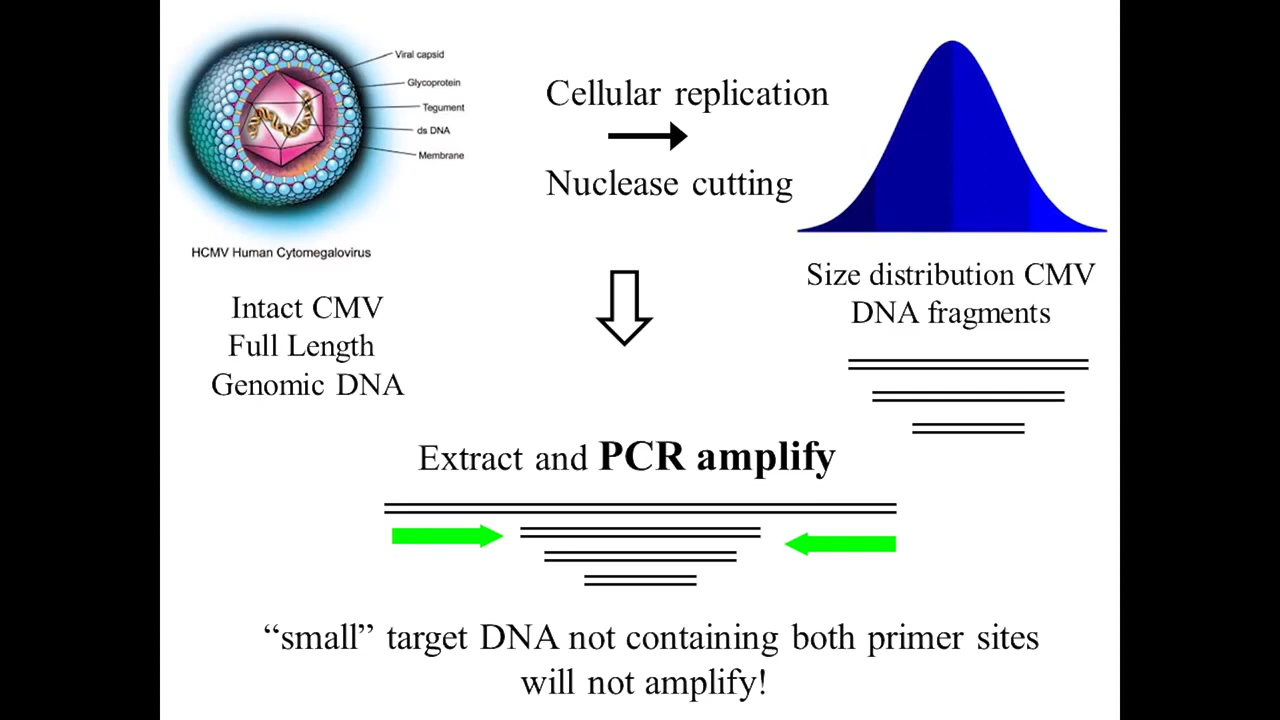 Viral capsid
Glycoprotein
Tegument
ds DNA
Membrane
HCMV Human Cytomegalovirus
Intact CMV
Full Length
Genomic DNA
Cellular replication
Nuclease cutting
Size distribution CMV
DNA fragments
Extract and PCR amplify
“small” target DNA not containing both primer sites
will not amplify!